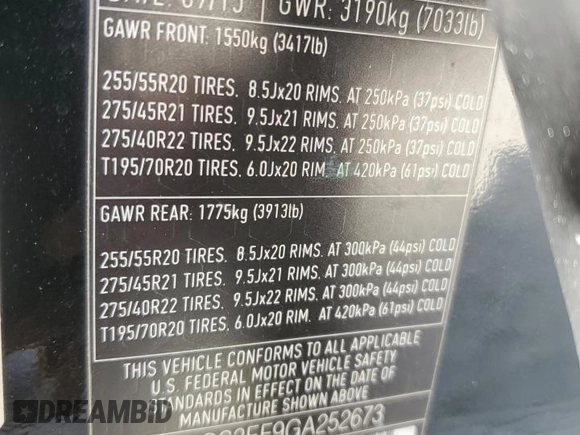 GWR: 3190kg (7033lb)
GAWR FRONT: 1550kg (3417lb)
255/55R20 TIRES. 8.5Jx20 RIMS. AT 250kPa (37psi) COLD
275/45R21 TIRES. 9.5Jx21 RIMS. AT 250kPa (37psi) COLD
275/40R22 TIRES. 9.5Jx22 RIMS. AT 250kPa (37psi) COLD
T195/70R20 TIRES. 6.0Jx20 RIM. AT 420kPa (61psi) COLD
GAWR REAR: 1775kg (3913lb)
255/55R20 TIRES. 8.5Jx20 RIMS. AT 300kPa (44psi) COLD
275/45R21 TIRES. 9.5Jx21 RIMS. AT 300kPa (44psi) COLD
275/40R22 TIRES. 9.5Jx22 RIMS. AT 300kPa (44psi) COLD
T195/70R20 TIRES. 6.0Jx20 RIM. AT 420kPa (61psi) COLD
THIS VEHICLE CONFORMS TO ALL APPLICABLE
U.S. FEDERAL MOTOR VEHICLE SAFETY
STANDARDS IN EFFECT ON THE DATE OF
MANUFACTURE SHOWN ABOVE
9GA252673
FOR AUTO DEALERS